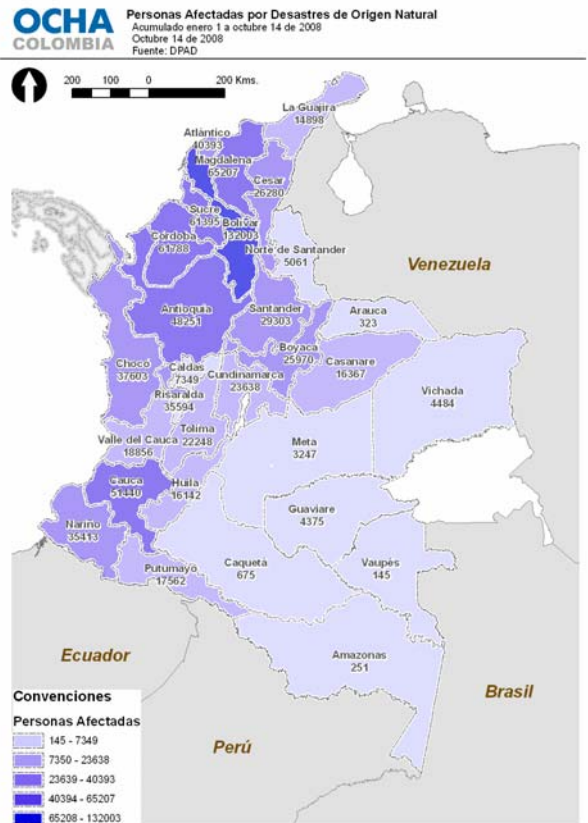 OCHA
COLOMBIA
Personas Afectadas por Desastres de Origen Natural
Acumulado enero 1 a octubre 14 de 2008
Octubre 14 de 2008
Fuente: DPAD
200 100 0 200 Kms.
La Guajira
14898
Atlántico
40393
Magdalena
65207
Cesar
26280
Sucre
61395
Bolívar
132003
Córdoba
61788
Norte de Santander
5061
Venezuela
Antioquia
48251
Santander
29303
Arauca
323
Boyacá
25970
Chocó
37603
Caldas
7349
Cundinamarca
23638
Casanare
16367
Vichada
4484
Risaralda
35594
Tolima
22248
Valle del Cauca
18856
Meta
3247
Cauca
51440
Huila
16142
Guaviare
4375
Nariño
35413
Caquetá
675
Vaupés
145
Putumayo
17562
Amazonas
251
Ecuador
Brasil
Perú
Convenciones
Personas Afectadas
145 - 7349
7350 - 23638
23639 - 40393
40394 - 65207
65208 - 132003